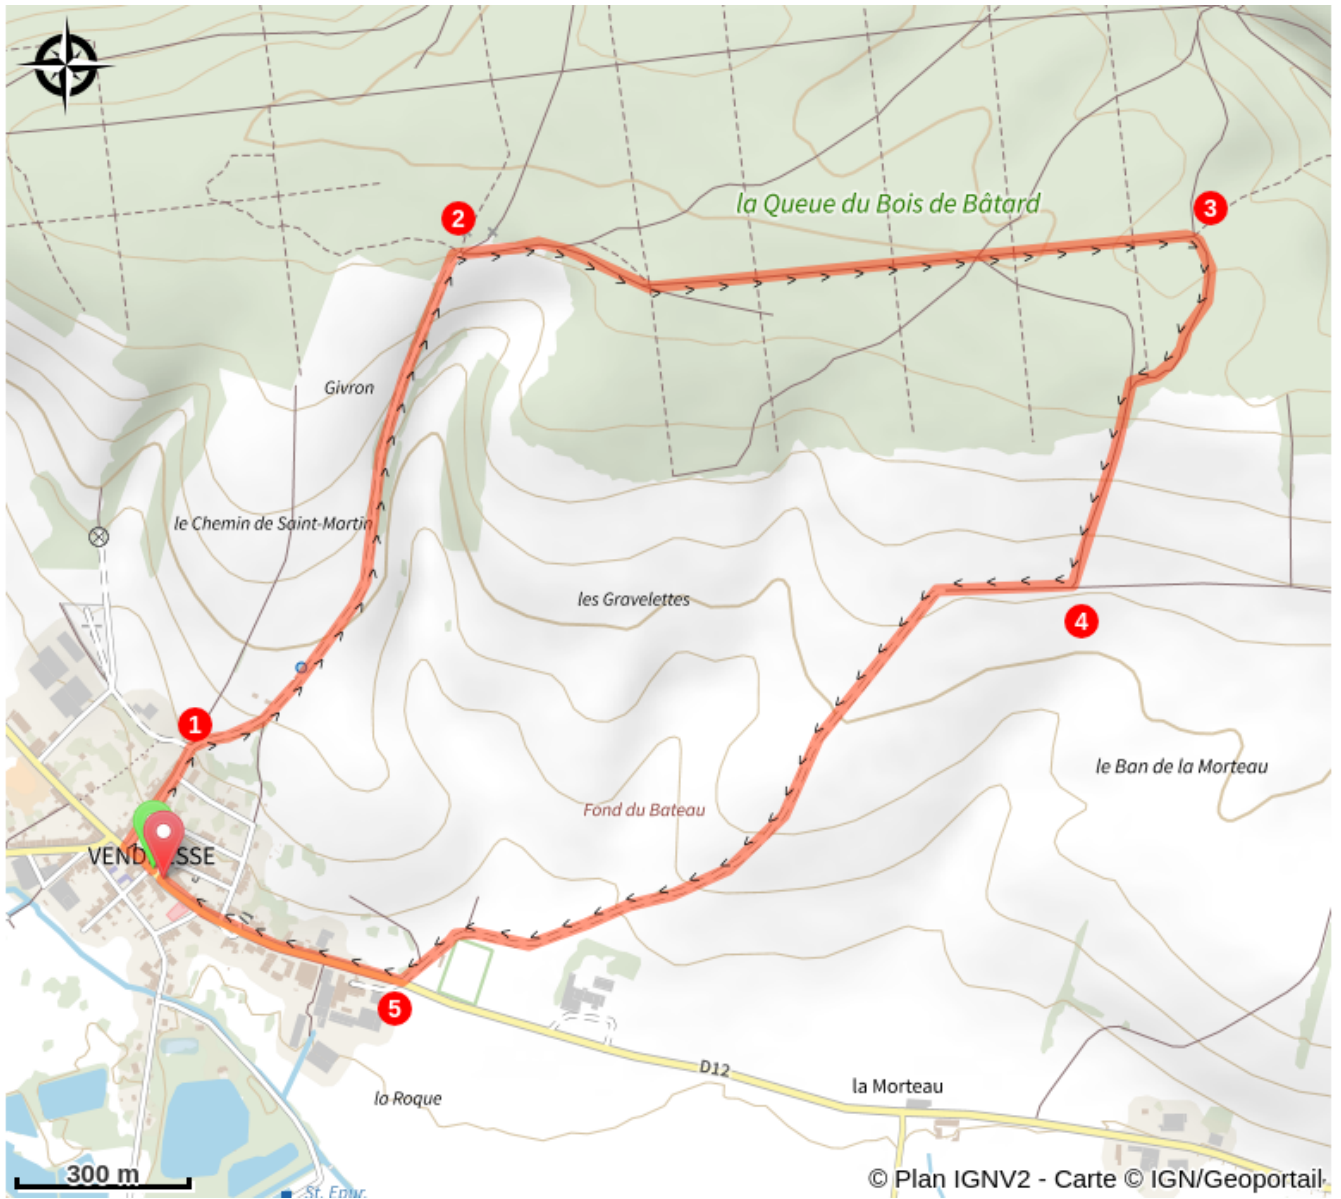 2
3
la Queue du Bois de Bâtard
Givron
le Chemin de Saint-Martin
les Gravelettes
4
1
le Ban de la Morteau
Fond du Bateau
5
D12
la Morteau
la Roque
300 m
St. Epur.
© Plan IGNV2 - Carte © IGN/Geoportail